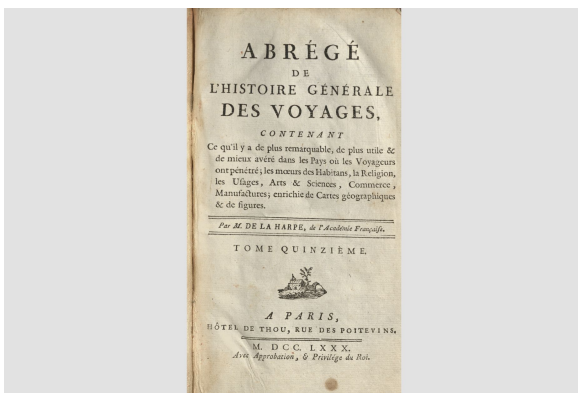 ABRÉGÉ
DE
L'HISTOIRE GÉNÉRALE
DES VOYAGES,
CONTENANT
Ce qu'il y a de plus remarquable, de plus utile &
de mieux avéré dans les Pays où les Voyageurs
ont pénétré; les mœurs des Habitans, la Religion,
les Usages, Arts & Sciences, Commerce,
Manufactures; enrichie de Cartes géographiques
& de figures.
Par M. DE LA HARPE, de l'Académie Française.
TOME QUINZIÈME.
A PARIS,
HÔTEL DE THOU, RUE DES POITEVINS.
M. DCC. LXXX.
Avec Approbation, & Privilège du Roi.